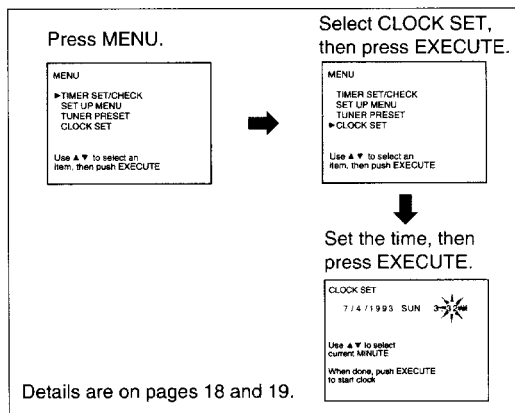 Press MENU.
MENU
►TIMER SET/CHECK
SET UP MENU
TUNER PRESET
CLOCK SET
Use ▲ ▼ to select an
item, then push EXECUTE
Select CLOCK SET,
then press EXECUTE.
MENU
TIMER SET/CHECK
SET UP MENU
TUNER PRESET
►CLOCK SET
Use ▲ ▼ to select an
item, then push EXECUTE
Set the time, then
press EXECUTE.
CLOCK SET
7 / 4 / 1993 SUN
Use ▲ ▼ to select
current MINUTE
When done, push EXECUTE
to start clock
Details are on pages 18 and 19.